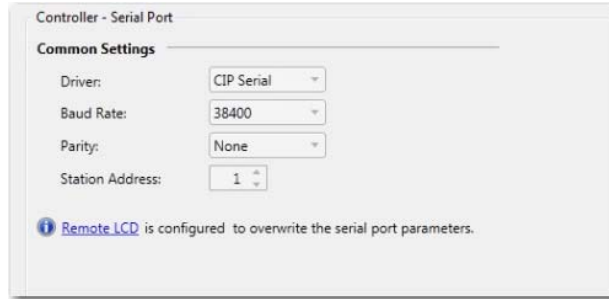 Controller - Serial Port
Common Settings
Driver: CIP Serial
Baud Rate: 38400
Parity: None
Station Address: 1
Remote LCD is configured to overwrite the serial port parameters.